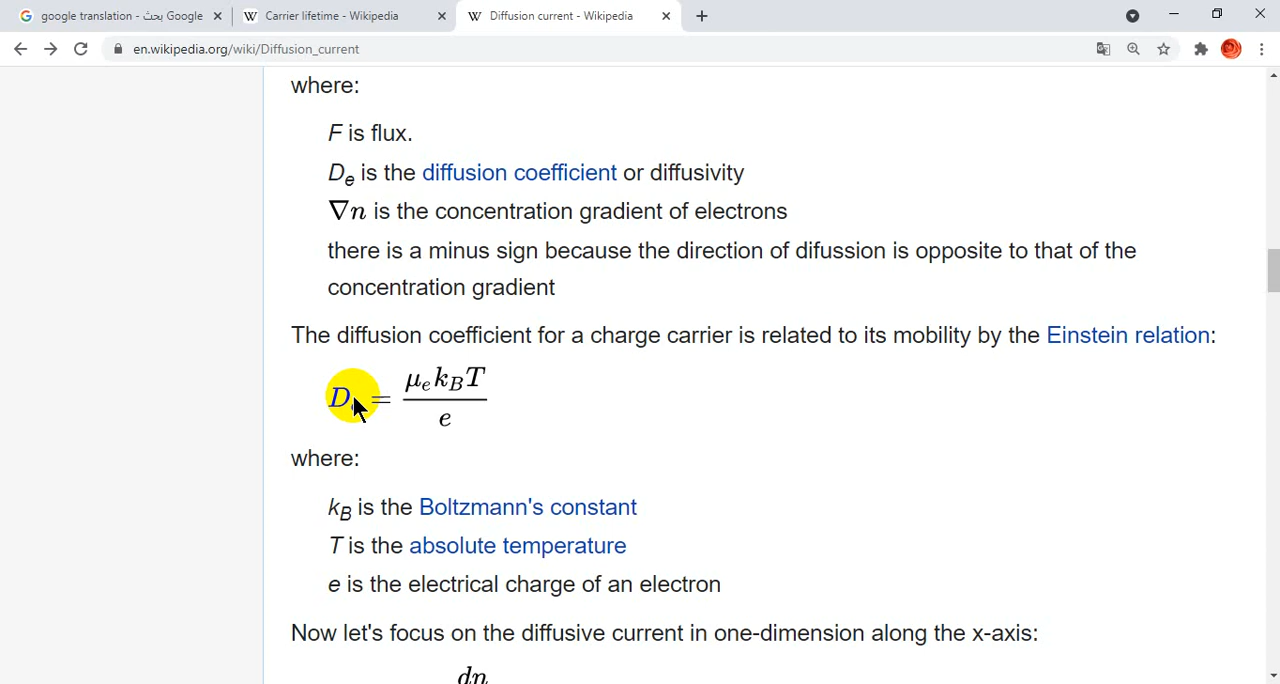 google translation - بحث Google
Carrier lifetime - Wikipedia
Diffusion current - Wikipedia
en.wikipedia.org/wiki/Diffusion_current
where:
F is flux.
Dₑ is the diffusion coefficient or diffusivity
∇n is the concentration gradient of electrons
there is a minus sign because the direction of difussion is opposite to that of the
concentration gradient
The diffusion coefficient for a charge carrier is related to its mobility by the Einstein relation:
D = μₑk_BT / e
where:
k_B is the Boltzmann's constant
T is the absolute temperature
e is the electrical charge of an electron
Now let's focus on the diffusive current in one-dimension along the x-axis:
dn